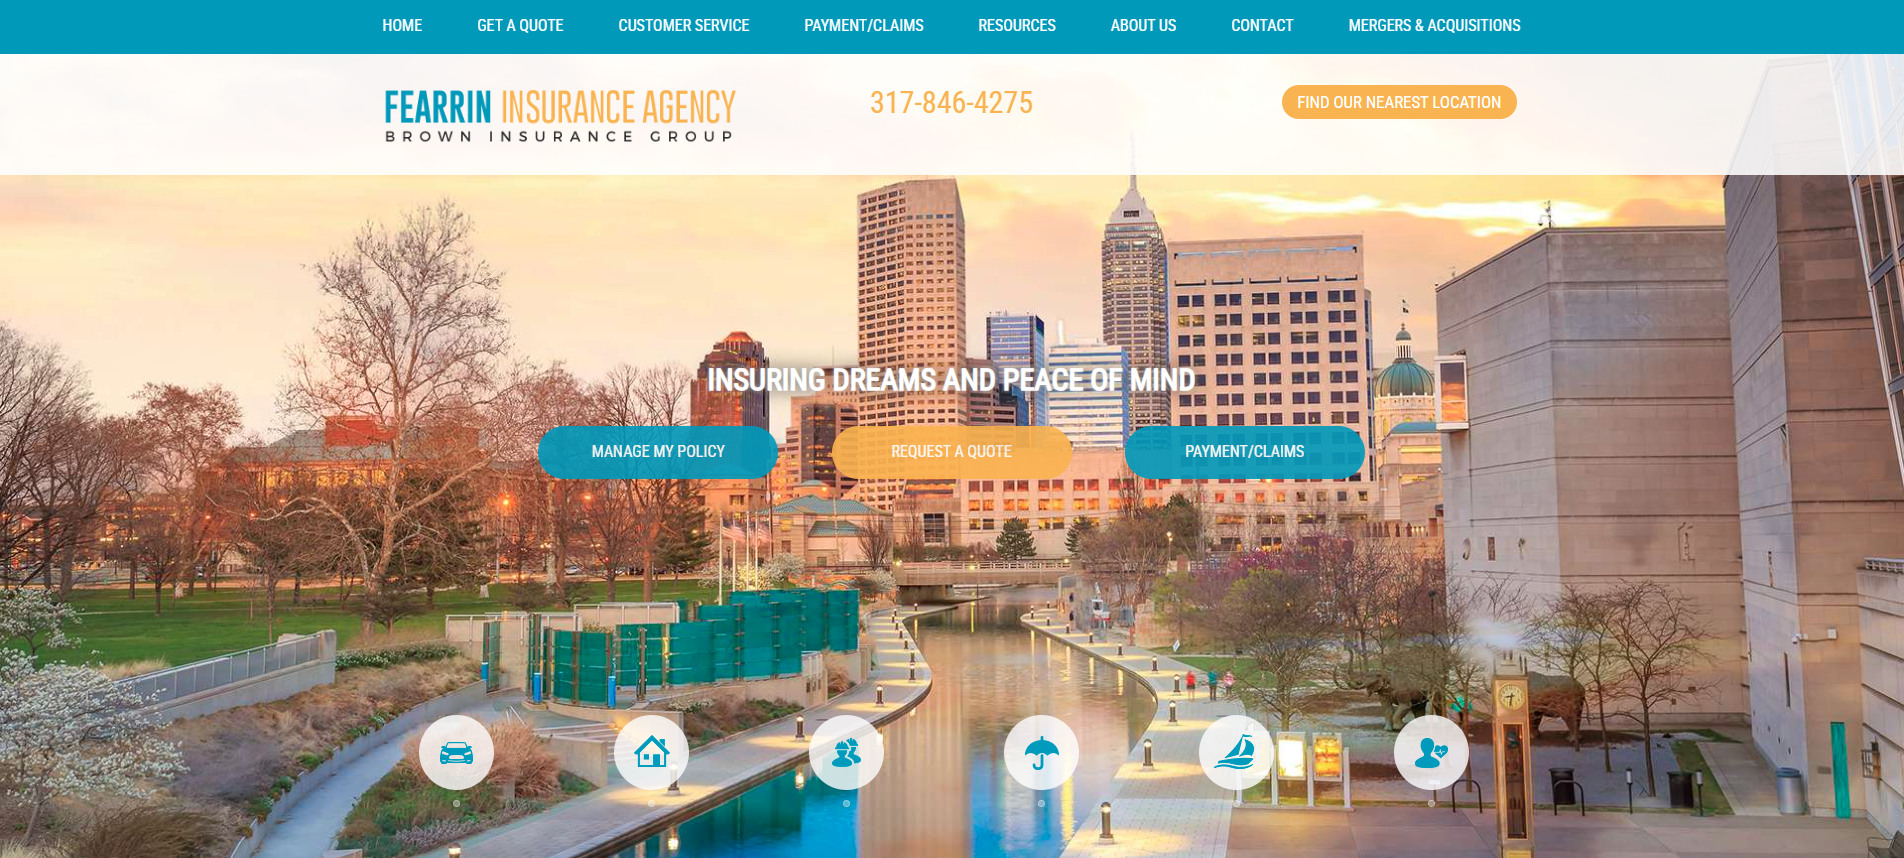 HOME GET A QUOTE CUSTOMER SERVICE PAYMENT/CLAIMS RESOURCES ABOUT US CONTACT MERGERS & ACQUISITIONS
FEARRIN INSURANCE AGENCY
BROWN INSURANCE GROUP
317-846-4275
FIND OUR NEAREST LOCATION
INSURING DREAMS AND PEACE OF MIND
MANAGE MY POLICY REQUEST A QUOTE PAYMENT/CLAIMS